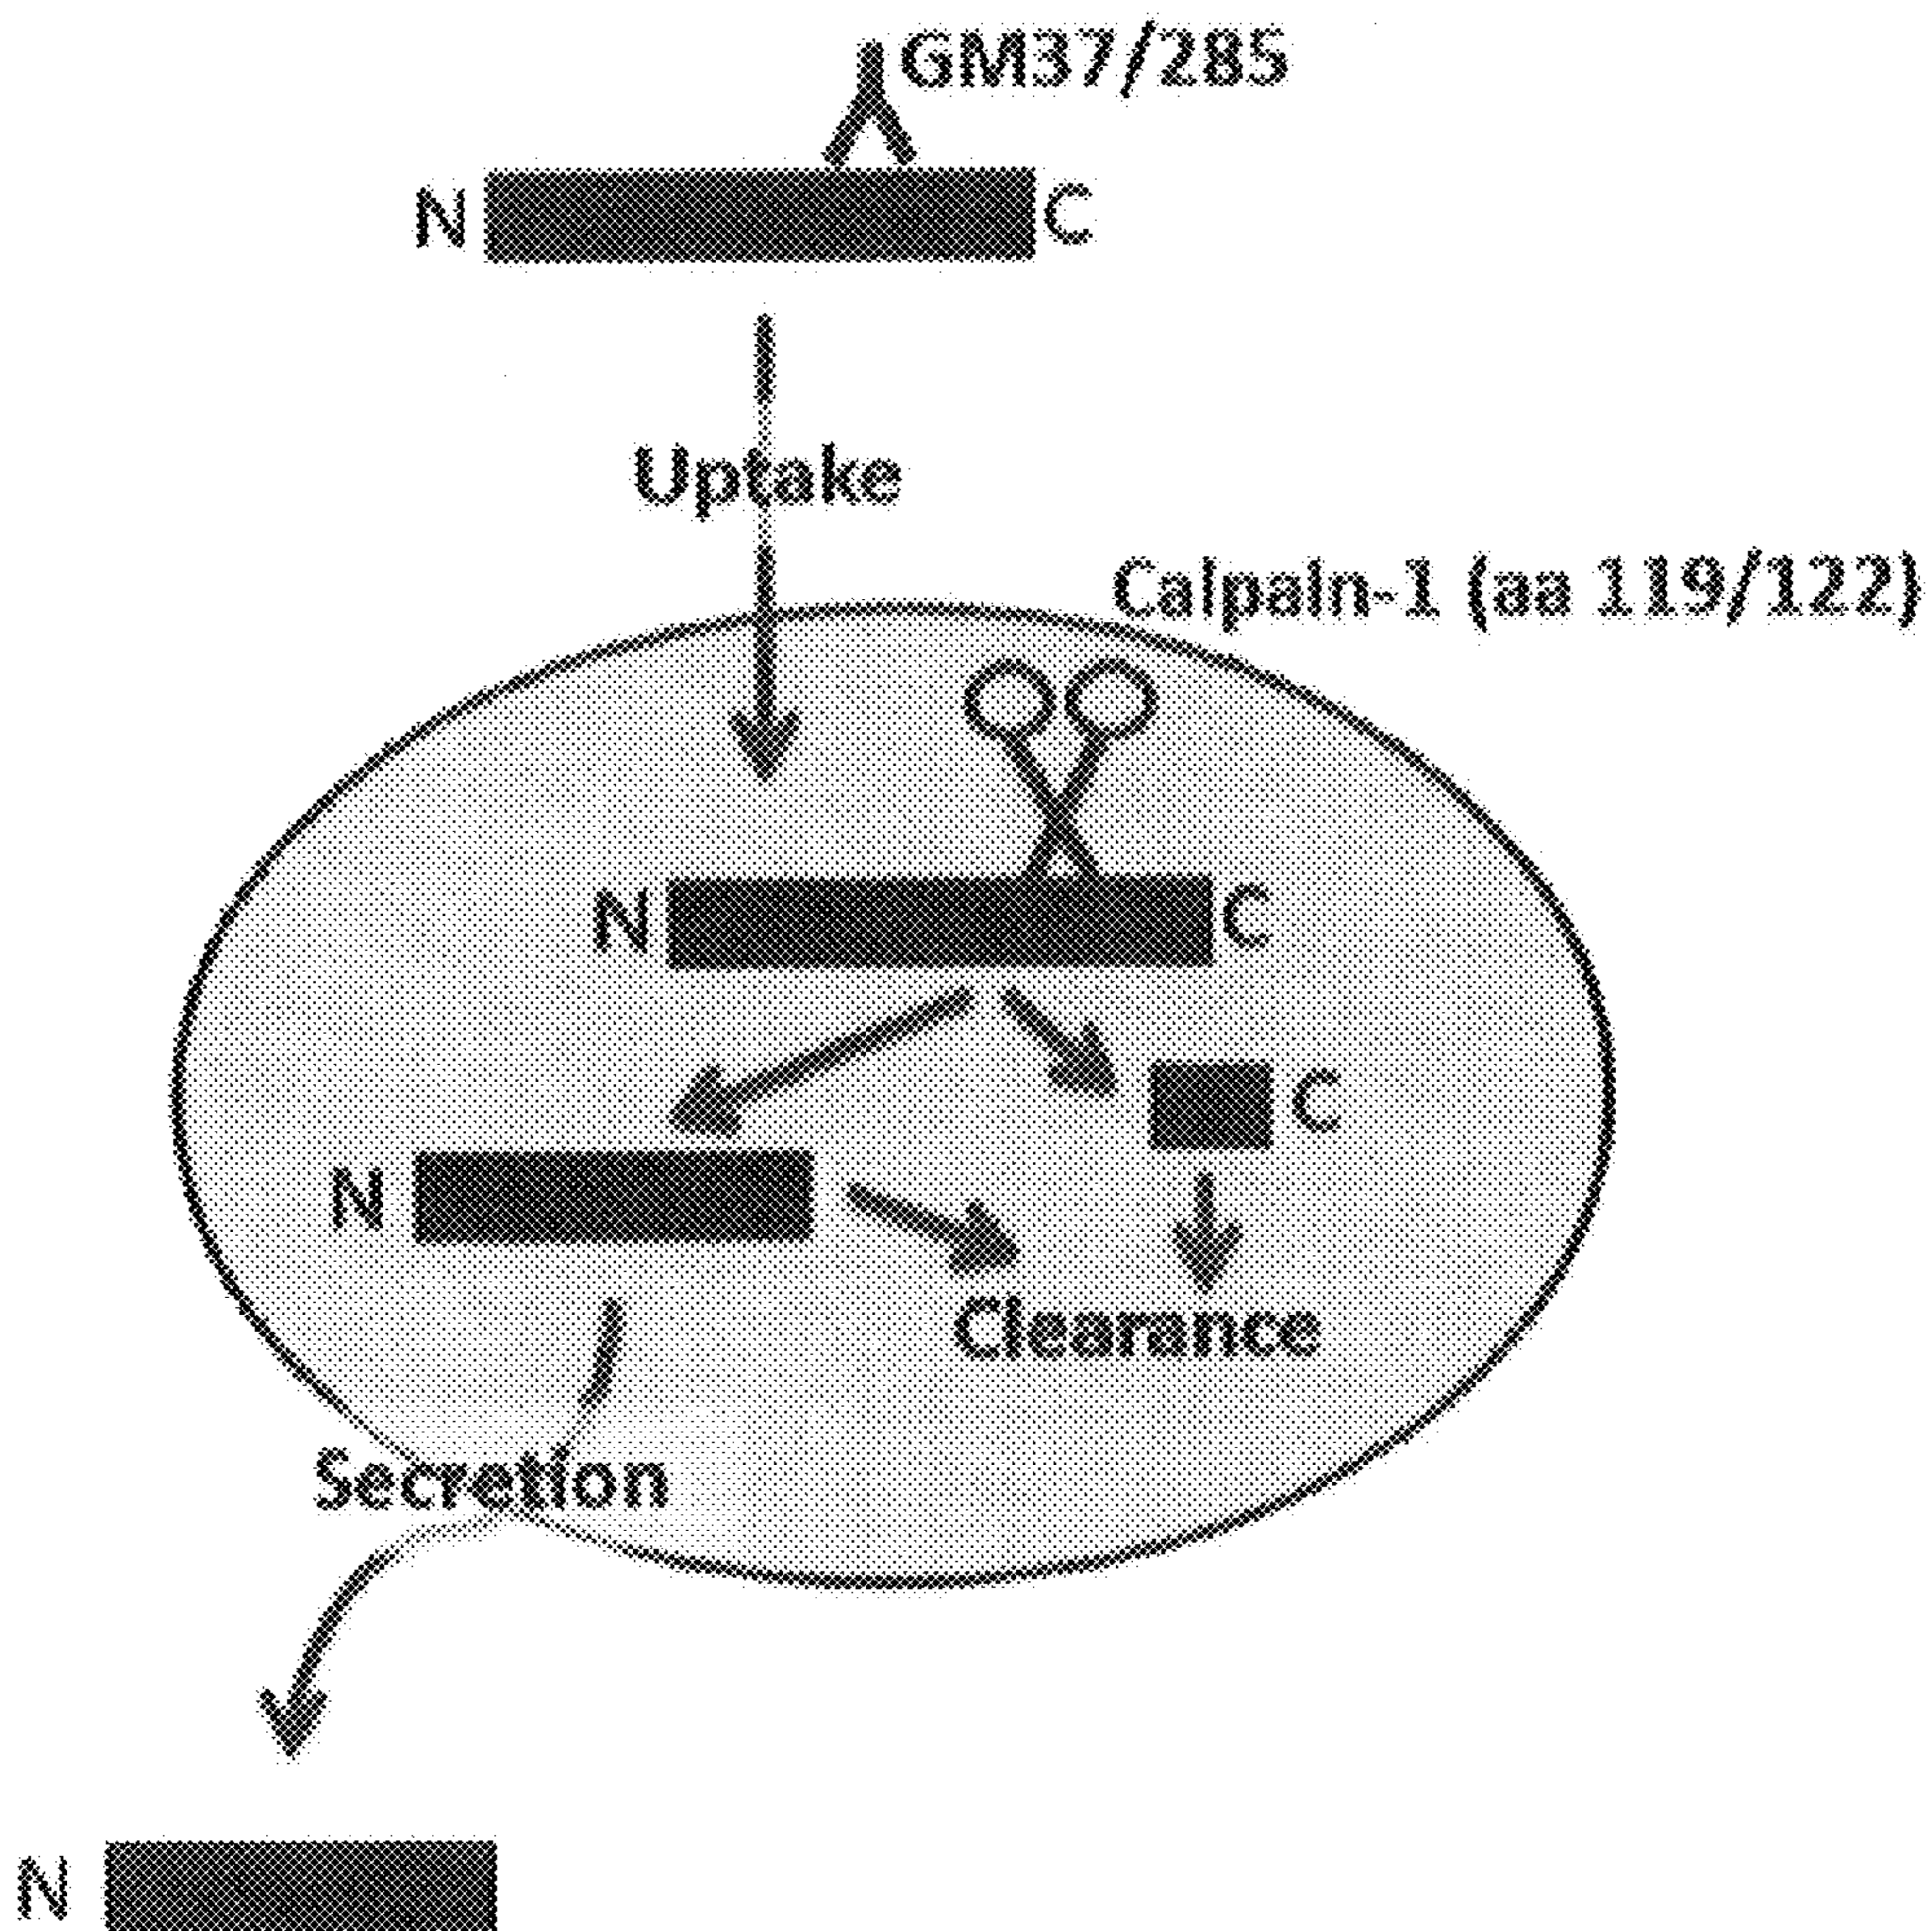 GM37/285
N C
Uptake
Calpain-1 (aa 119/122)
N C
C
N
Clearance
Secretion
N